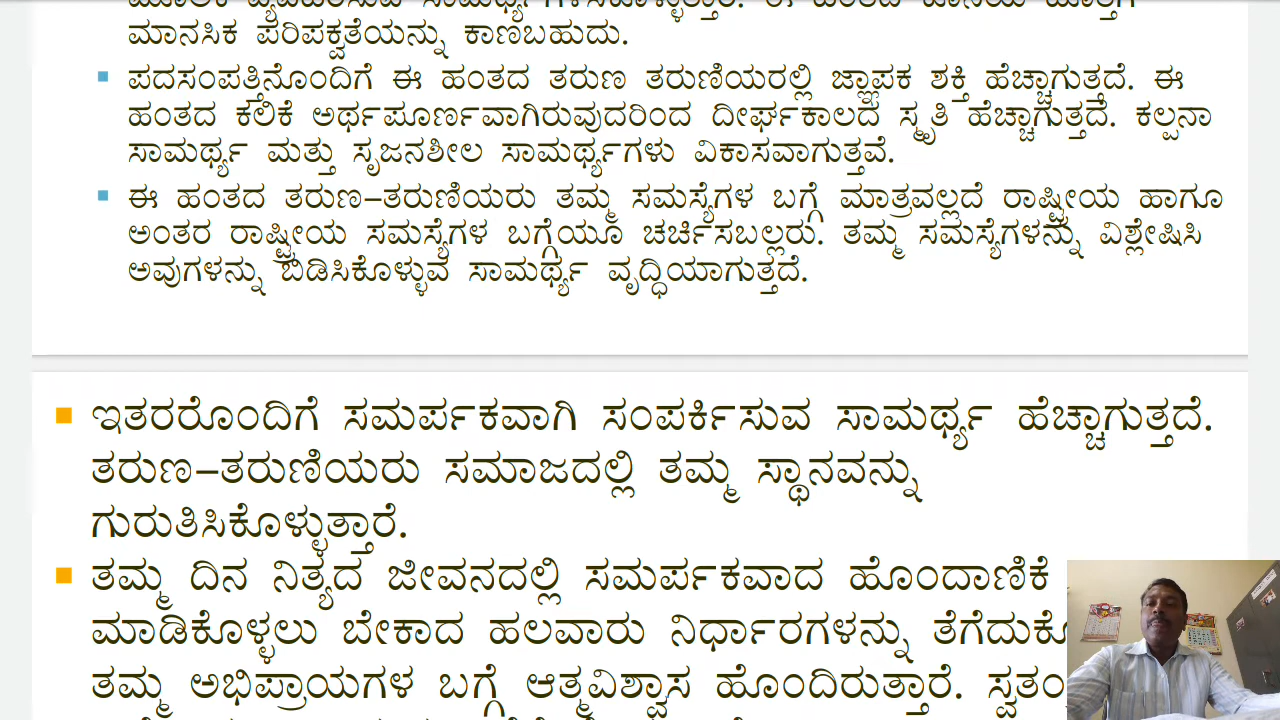 ಮಾನಸಿಕ ಪರಿಪಕ್ವತೆಯನ್ನು ಕಾಣಬಹುದು.
ಪದಸಂಪತ್ತಿನೊಂದಿಗೆ ಈ ಹಂತದ ತರುಣ ತರುಣಿಯರಲ್ಲಿ ಜ್ಞಾಪಕ ಶಕ್ತಿ ಹೆಚ್ಚಾಗುತ್ತದೆ. ಈ
ಹಂತದ ಕಲಿಕೆ ಅರ್ಥಪೂರ್ಣವಾಗಿರುವುದರಿಂದ ದೀರ್ಘಕಾಲದ ಸ್ಮೃತಿ ಹೆಚ್ಚಾಗುತ್ತದೆ. ಕಲ್ಪನಾ
ಸಾಮರ್ಥ್ಯ ಮತ್ತು ಸೃಜನಶೀಲ ಸಾಮರ್ಥ್ಯಗಳು ವಿಕಾಸವಾಗುತ್ತವೆ.
ಈ ಹಂತದ ತರುಣ-ತರುಣಿಯರು ತಮ್ಮ ಸಮಸ್ಯೆಗಳ ಬಗ್ಗೆ ಮಾತ್ರವಲ್ಲದೆ ರಾಷ್ಟ್ರೀಯ ಹಾಗೂ
ಅಂತರ ರಾಷ್ಟ್ರೀಯ ಸಮಸ್ಯೆಗಳ ಬಗ್ಗೆಯೂ ಚರ್ಚಿಸಬಲ್ಲರು. ತಮ್ಮ ಸಮಸ್ಯೆಗಳನ್ನು ವಿಶ್ಲೇಷಿಸಿ
ಅವುಗಳನ್ನು ಬಿಡಿಸಿಕೊಳ್ಳುವ ಸಾಮರ್ಥ್ಯ ವೃದ್ಧಿಯಾಗುತ್ತದೆ.
ಇತರರೊಂದಿಗೆ ಸಮರ್ಪಕವಾಗಿ ಸಂಪರ್ಕಿಸುವ ಸಾಮರ್ಥ್ಯ ಹೆಚ್ಚಾಗುತ್ತದೆ.
ತರುಣ-ತರುಣಿಯರು ಸಮಾಜದಲ್ಲಿ ತಮ್ಮ ಸ್ಥಾನವನ್ನು
ಗುರುತಿಸಿಕೊಳ್ಳುತ್ತಾರೆ.
ತಮ್ಮ ದಿನ ನಿತ್ಯದ ಜೀವನದಲ್ಲಿ ಸಮರ್ಪಕವಾದ ಹೊಂದಾಣಿಕೆ
ಮಾಡಿಕೊಳ್ಳಲು ಬೇಕಾದ ಹಲವಾರು ನಿರ್ಧಾರಗಳನ್ನು
ತಮ್ಮ ಅಭಿಪ್ರಾಯಗಳ ಬಗ್ಗೆ ಆತ್ಮವಿಶ್ವಾಸ ಹೊಂದಿರುತ್ತಾರೆ.